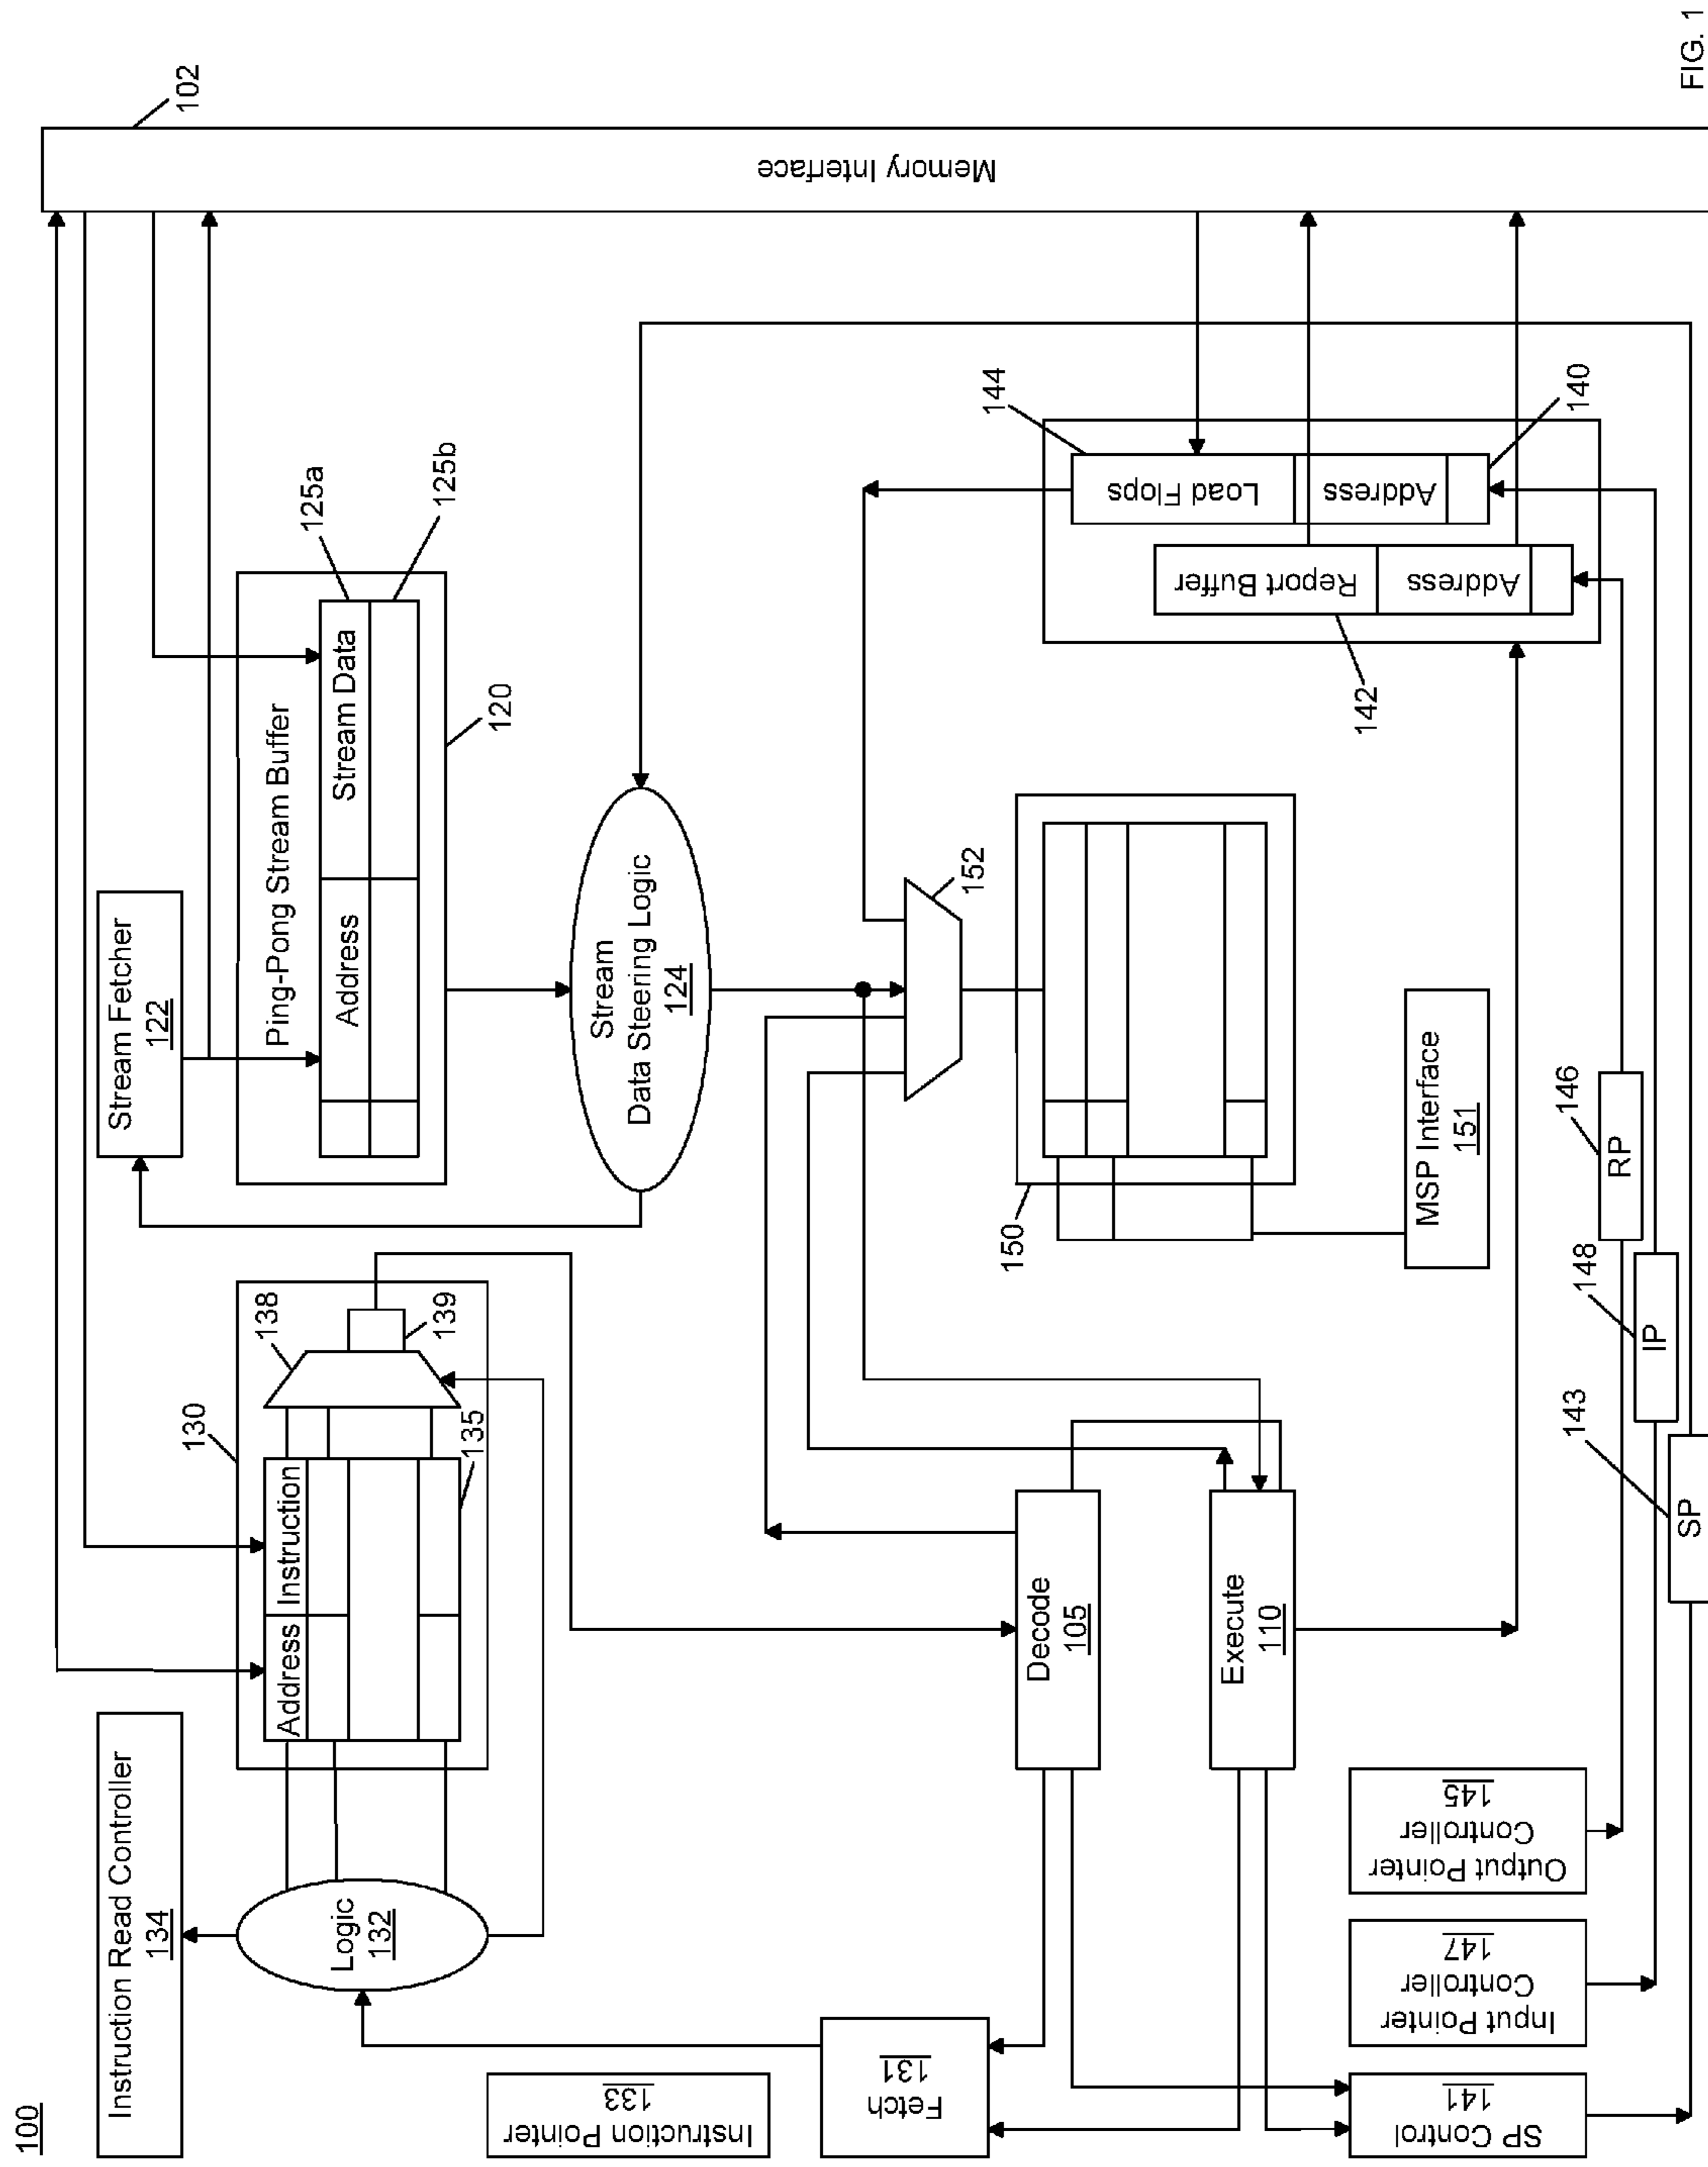 100
FIG. 1
102
Memory Interface
Instruction Read Controller
134
Logic
132
130
Address
Instruction
135
138
139
Stream Fetcher
122
Ping-Pong Stream Buffer
Address
Stream Data
125a
125b
120
Stream
Data Steering Logic
124
Instruction Pointer
133
Fetch
131
Decode
105
Execute
110
152
150
MSP Interface
151
144
Load Flops
Address
140
Report Buffer
Address
142
SP Control
141
Input Pointer
Controller
147
Output Pointer
Controller
145
143
SP
148
IP
146
RP